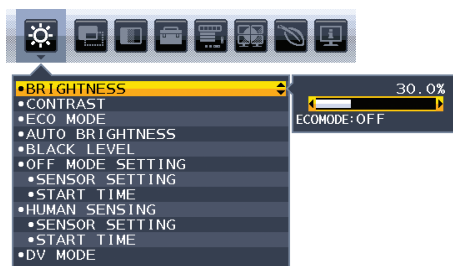 •BRIGHTNESS
•CONTRAST
•ECO MODE
•AUTO BRIGHTNESS
•BLACK LEVEL
•OFF MODE SETTING
•SENSOR SETTING
•START TIME
•HUMAN SENSING
•SENSOR SETTING
•START TIME
•DV MODE
30.0%
ECOMODE:OFF